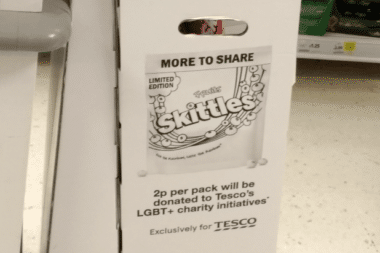 MORE TO SHARE
LIMITED
EDITION
Skittles
2p per pack will be
donated to Tesco's
LGBT+ charity initiatives*
Exclusively for TESCO